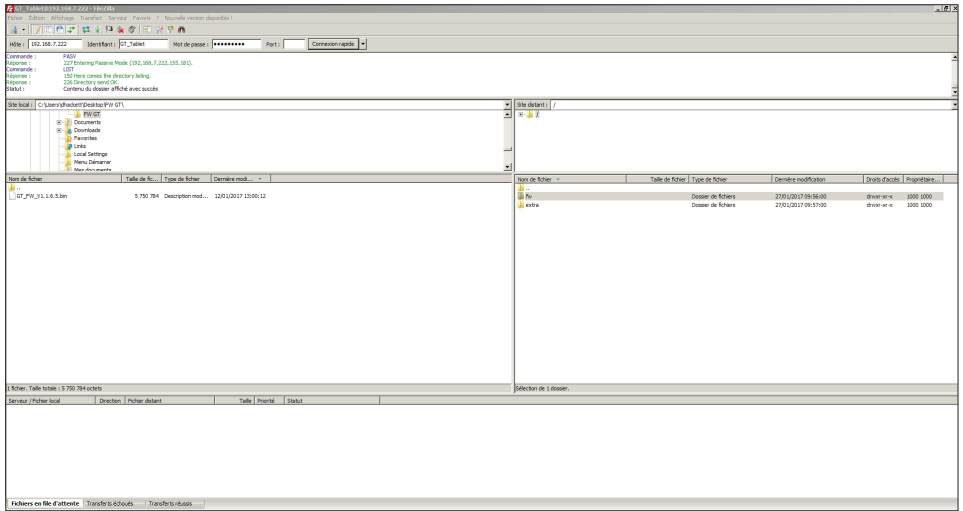 GT_Tablet@192.168.7.222 - FileZilla
Fichier Edition Affichage Transfert Serveur Favoris ? Nouvelle version disponible !
Hôte : 192.168.7.222 Identifiant : GT_Tablet Mot de passe : ●●●●●●●●● Port : Connexion rapide
Commande : PASV
Réponse : 227 Entering Passive Mode (192,168,7,222,155,181).
Commande : LIST
Réponse : 150 Here comes the directory listing.
Réponse : 226 Directory send OK.
Statut : Contenu du dossier affiché avec succès
Site local : C:\Users\jhackett\Desktop\FW GT\
Site distant : /
FW GT
/
Documents
Downloads
Favorites
Links
Local Settings
Menu Démarrer
Mes documents
Nom de fichier Taille de fic... Type de fichier Dernière modi...
Nom de fichier Taille de fichier Type de fichier Dernière modification Droits d'accès Propriétaire...
..
GT_FW_V1.1.6.5.bin 5 750 784 Description mod... 12/01/2017 13:00:12
..
fw Dossier de fichiers 27/01/2017 09:56:00 drwxr-xr-x 1000 1000
extra Dossier de fichiers 27/01/2017 09:57:00 drwxr-xr-x 1000 1000
1 fichier. Taille totale : 5 750 784 octets
Sélection de 1 dossier.
Serveur / Fichier local Direction Fichier distant Taille Priorité Statut
Fichiers en file d'attente Transferts échoués Transferts réussis